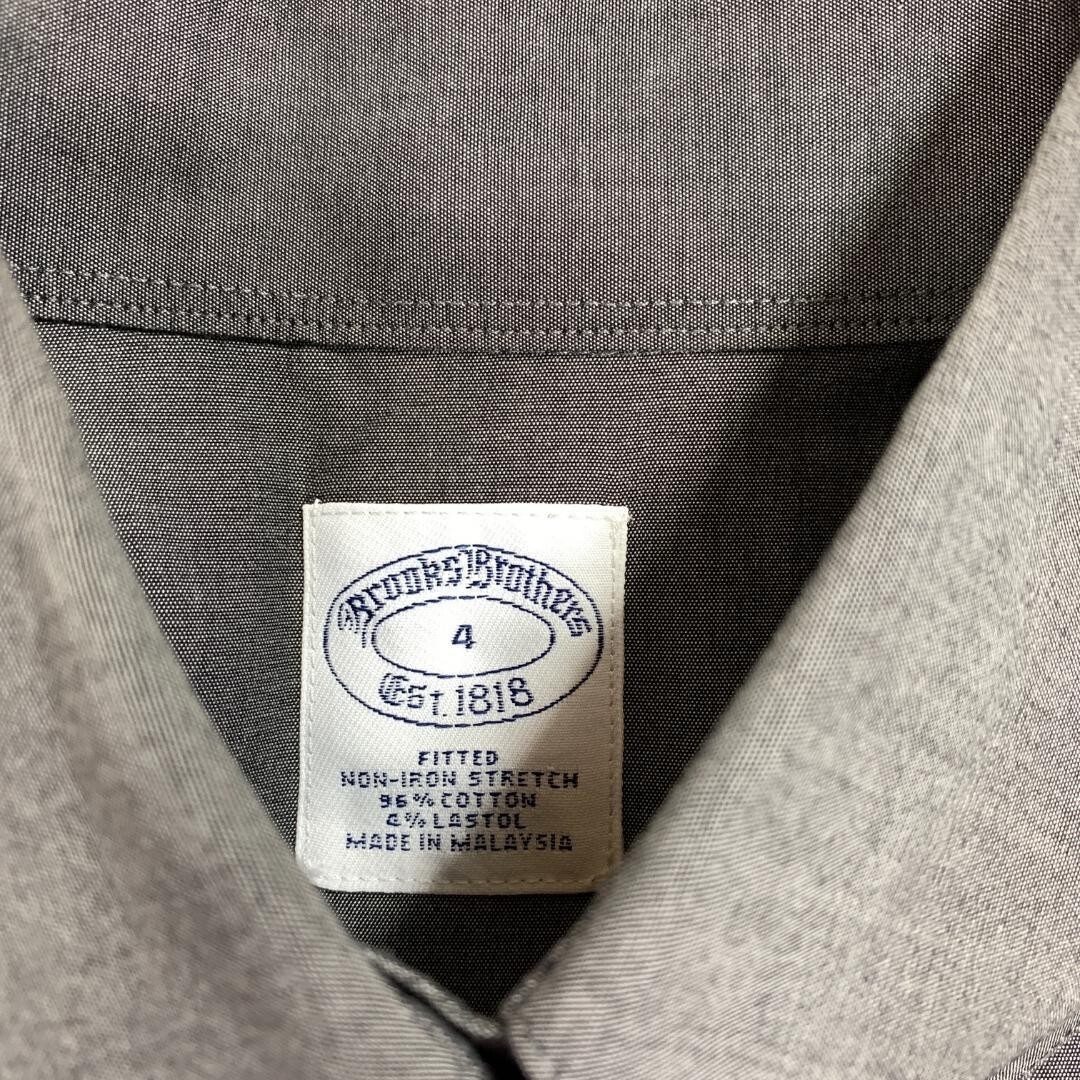 Brooks Brothers
4
Est. 1818
FITTED
NON-IRON STRETCH
96% COTTON
4% LASTOL
MADE IN MALAYSIA